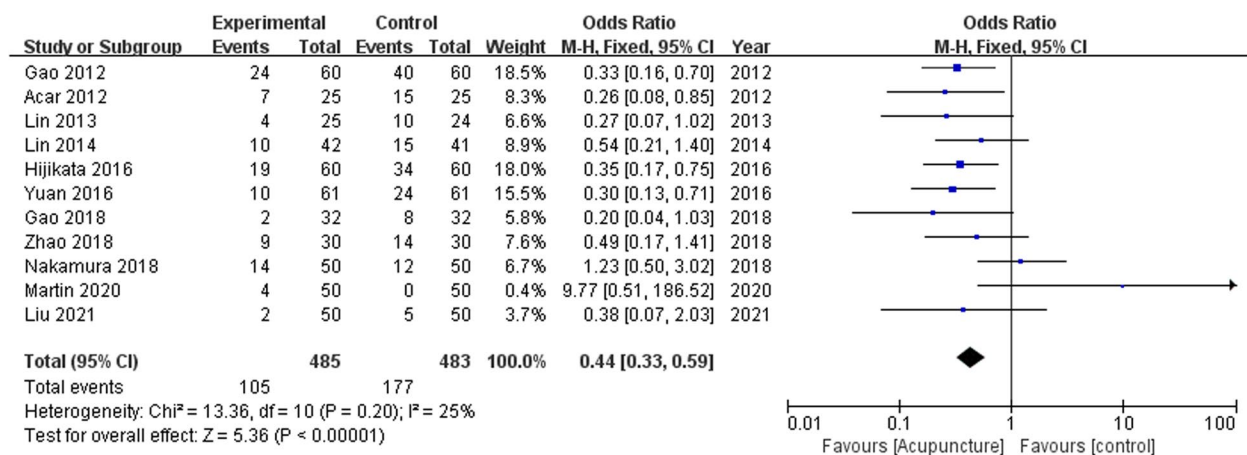 Experimental Control Odds Ratio Odds Ratio
Study or Subgroup Events Total Events Total Weight M-H, Fixed, 95% CI Year M-H, Fixed, 95% CI
Gao 2012 24 60 40 60 18.5% 0.33 [0.16, 0.70] 2012
Acar 2012 7 25 15 25 8.3% 0.26 [0.08, 0.85] 2012
Lin 2013 4 25 10 24 6.6% 0.27 [0.07, 1.02] 2013
Lin 2014 10 42 15 41 8.9% 0.54 [0.21, 1.40] 2014
Hijikata 2016 19 60 34 60 18.0% 0.35 [0.17, 0.75] 2016
Yuan 2016 10 61 24 61 15.5% 0.30 [0.13, 0.71] 2016
Gao 2018 2 32 8 32 5.8% 0.20 [0.04, 1.03] 2018
Zhao 2018 9 30 14 30 7.6% 0.49 [0.17, 1.41] 2018
Nakamura 2018 14 50 12 50 6.7% 1.23 [0.50, 3.02] 2018
Martin 2020 4 50 0 50 0.4% 9.77 [0.51, 186.52] 2020
Liu 2021 2 50 5 50 3.7% 0.38 [0.07, 2.03] 2021
Total (95% CI) 485 483 100.0% 0.44 [0.33, 0.59]
Total events 105 177
Heterogeneity: Chi² = 13.36, df = 10 (P = 0.20); I² = 25%
Test for overall effect: Z = 5.36 (P < 0.00001)
0.01 0.1 1 10 100
Favours [Acupuncture] Favours [control]